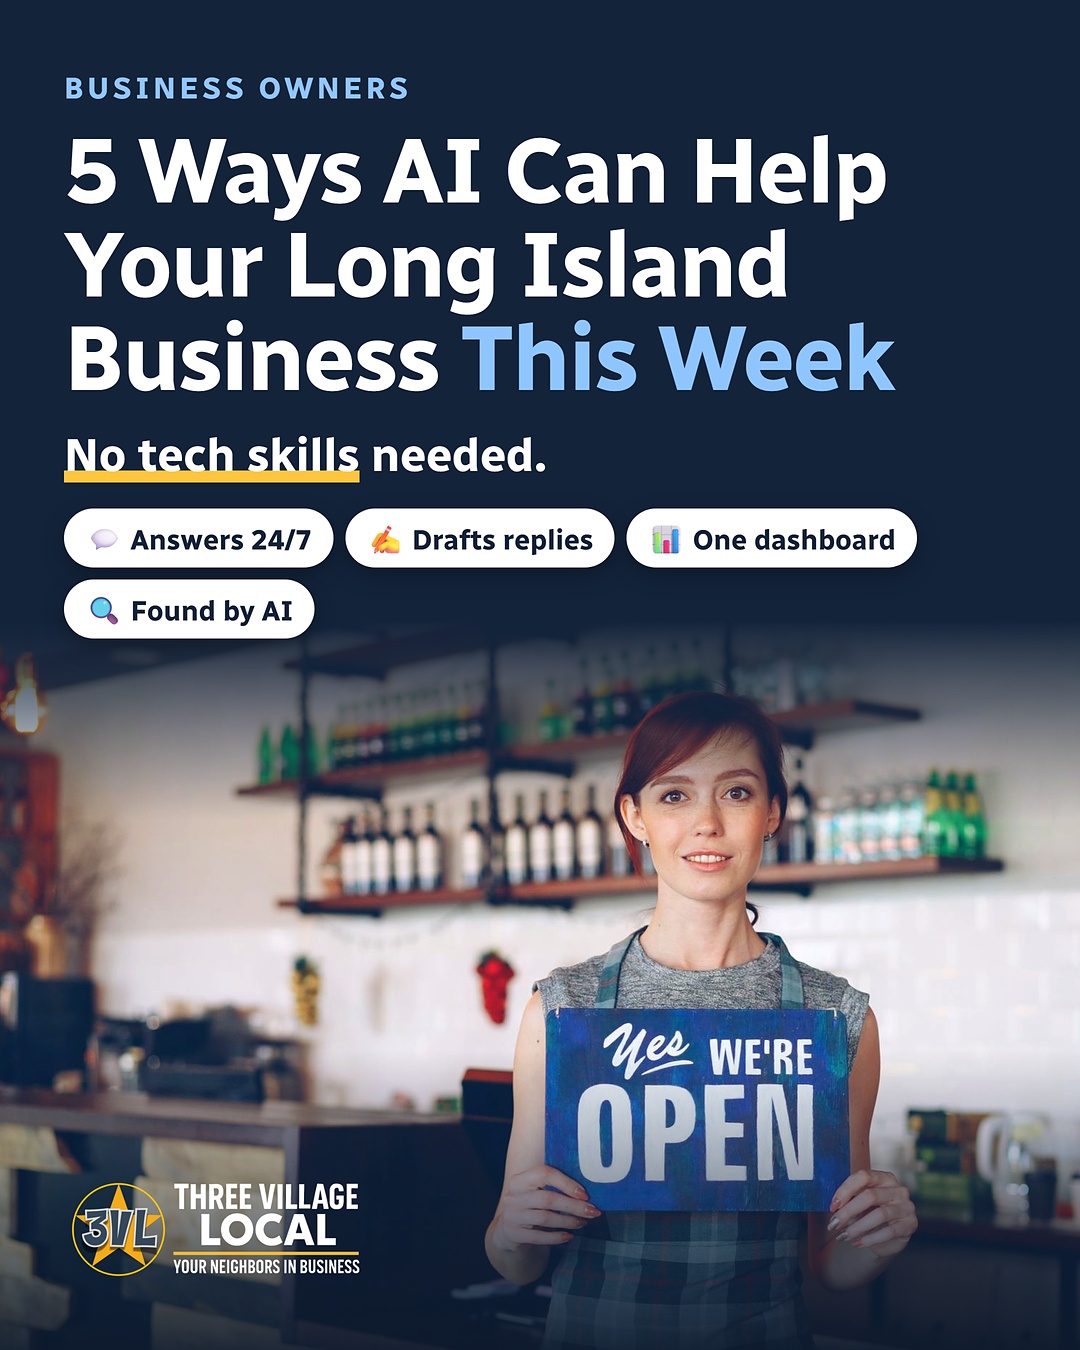 BUSINESS OWNERS
5 Ways AI Can Help
Your Long Island
Business This Week
No tech skills needed.
Answers 24/7
Drafts replies
One dashboard
Found by AI
Yes WE'RE
OPEN
3VL
THREE VILLAGE
LOCAL
YOUR NEIGHBORS IN BUSINESS